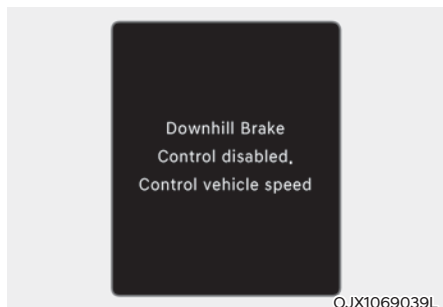 Downhill Brake
Control disabled.
Control vehicle speed
OJX1069039L